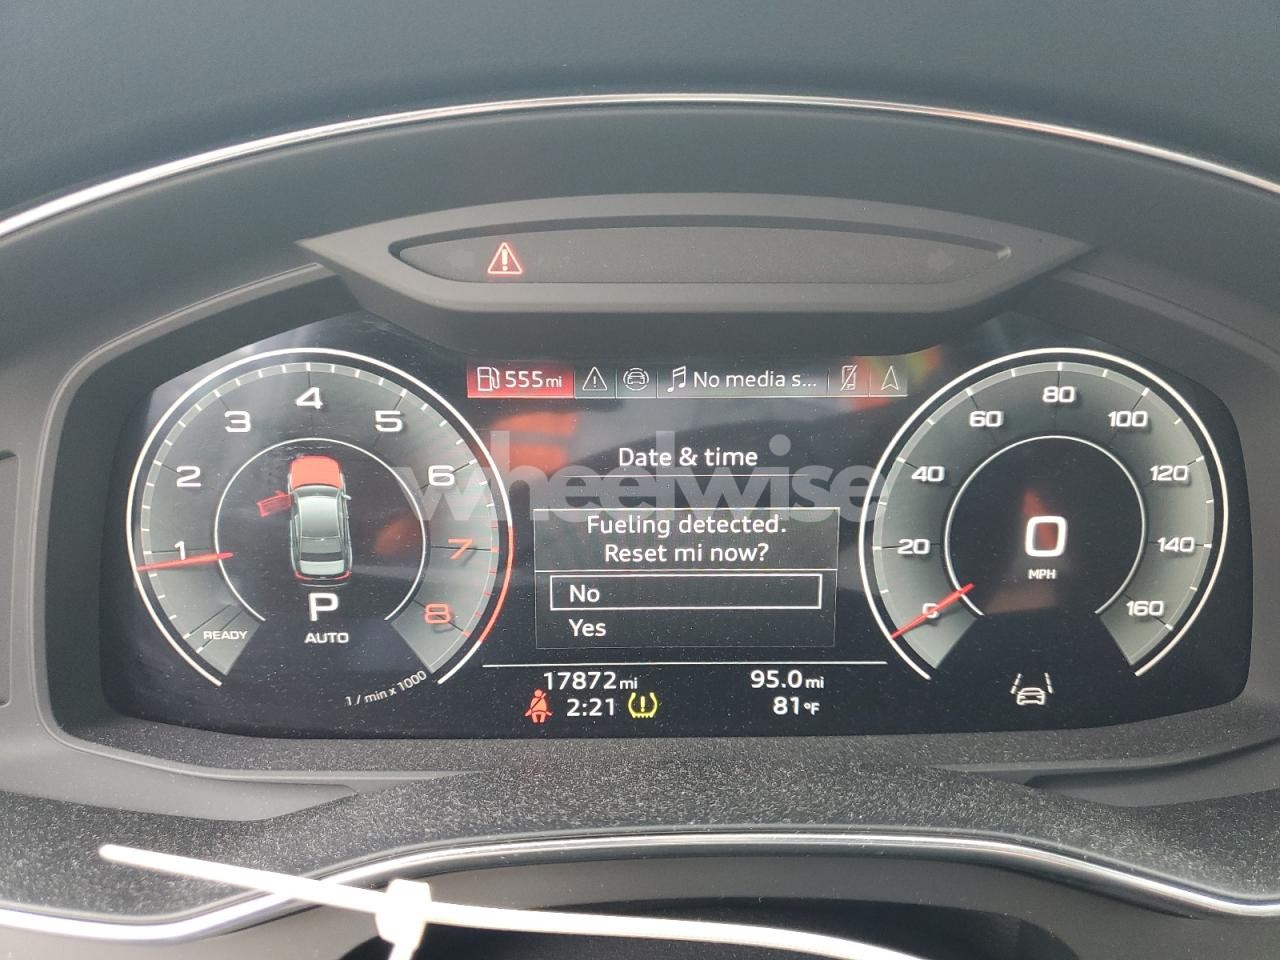 555mi No media s...
1 2 3 4 5 6 7 8
READY
P
AUTO
1 / min x 1000
Date & time
Fueling detected.
Reset mi now?
No
Yes
17872mi 95.0mi
2:21 81°F
0 20 40 60 80 100 120 140 160
0
MPH
wheelwise